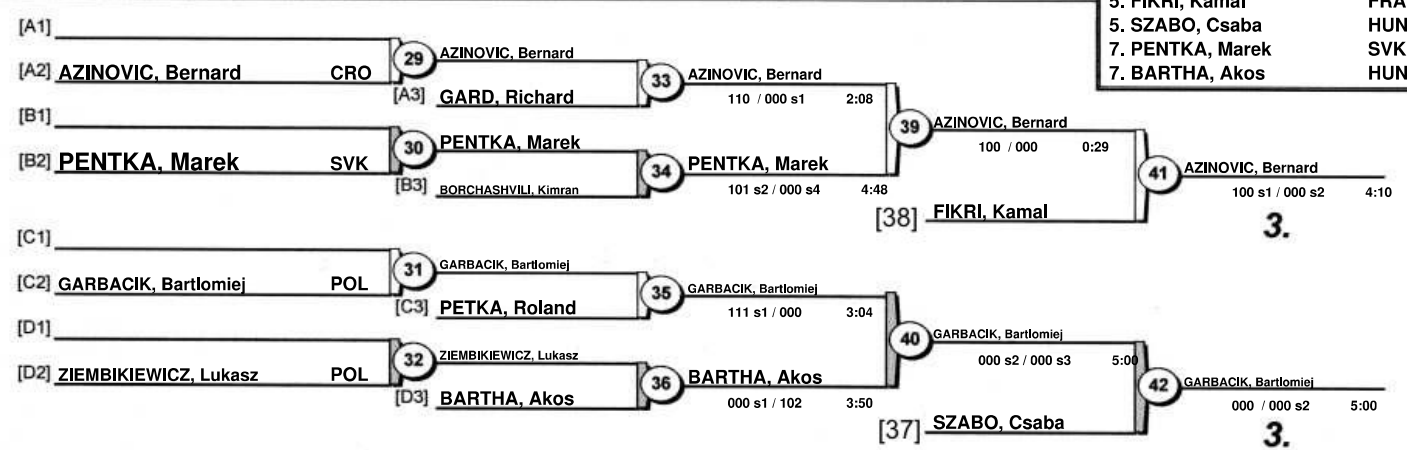 5. FIKRI, Kamal FRA
5. SZABO, Csaba HUN
7. PENTKA, Marek SVK
7. BARTHA, Akos HUN
[A1]
[A2] AZINOVIC, Bernard CRO
29
AZINOVIC, Bernard
[A3] GARD, Richard
33
AZINOVIC, Bernard
110 / 000 s1 2:08
[B1]
[B2] PENTKA, Marek SVK
30
PENTKA, Marek
[B3] BORCHASHVILI, Kimran
34
PENTKA, Marek
101 s2 / 000 s4 4:48
39
AZINOVIC, Bernard
100 / 000 0:29
[38] FIKRI, Kamal
41
AZINOVIC, Bernard
100 s1 / 000 s2 4:10
3.
[C1]
[C2] GARBACIK, Bartlomiej POL
31
GARBACIK, Bartlomiej
[C3] PETKA, Roland
35
GARBACIK, Bartlomiej
111 s1 / 000 3:04
[D1]
[D2] ZIEMBIKIEWICZ, Lukasz POL
32
ZIEMBIKIEWICZ, Lukasz
[D3] BARTHA, Akos
36
BARTHA, Akos
000 s1 / 102 3:50
40
GARBACIK, Bartlomiej
000 s2 / 000 s3 5:00
[37] SZABO, Csaba
42
GARBACIK, Bartlomiej
000 / 000 s2 5:00
3.